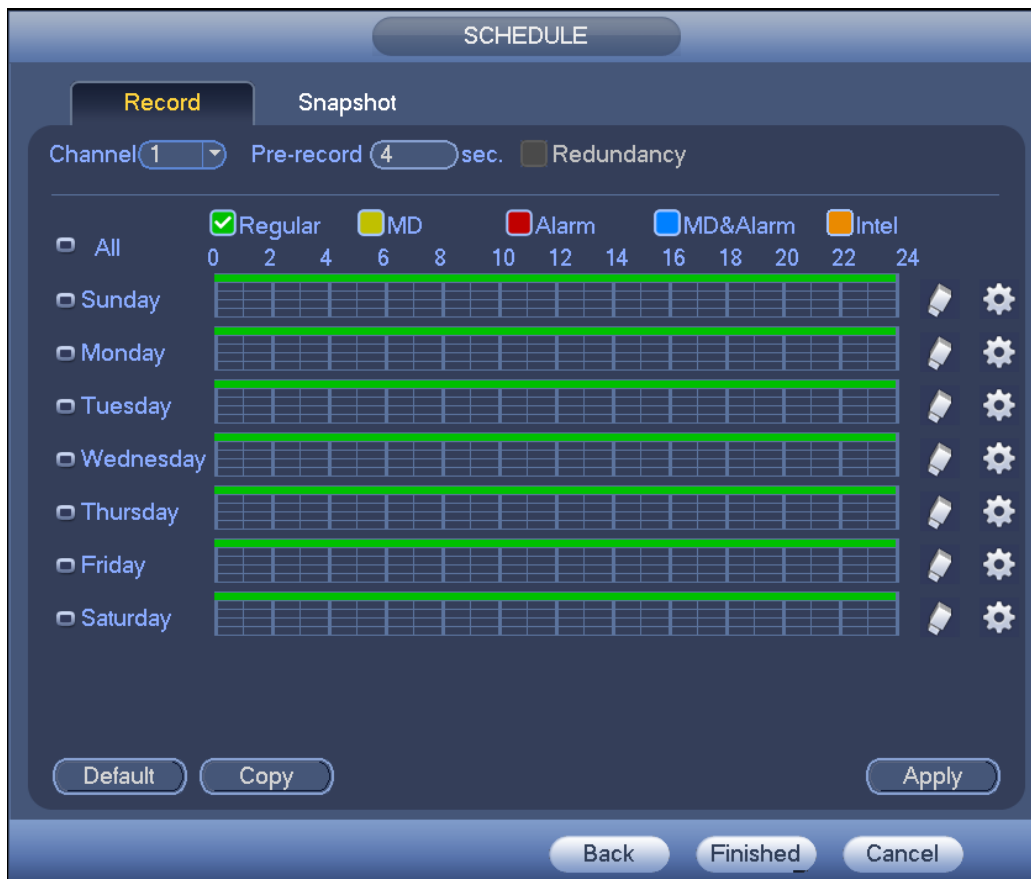 SCHEDULE
Record Snapshot
Channel 1 Pre-record 4 sec. Redundancy
Regular MD Alarm MD&Alarm Intel
All 0 2 4 6 8 10 12 14 16 18 20 22 24
Sunday
Monday
Tuesday
Wednesday
Thursday
Friday
Saturday
Default Copy Apply
Back Finished Cancel